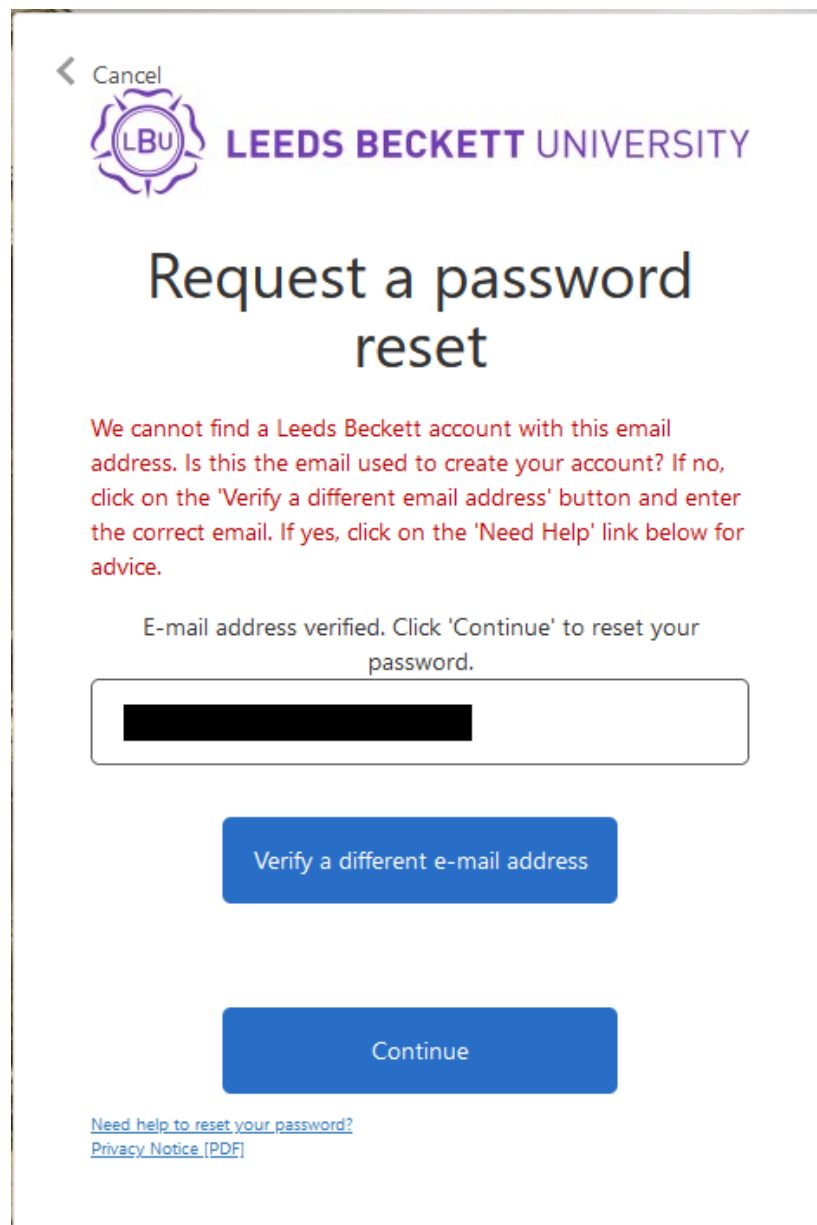 Cancel
LBU LEEDS BECKETT UNIVERSITY
Request a password
reset
We cannot find a Leeds Beckett account with this email
address. Is this the email used to create your account? If no,
click on the 'Verify a different email address' button and enter
the correct email. If yes, click on the 'Need Help' link below for
advice.
E-mail address verified. Click 'Continue' to reset your
password.
Verify a different e-mail address
Continue
Need help to reset your password?
Privacy Notice [PDF]